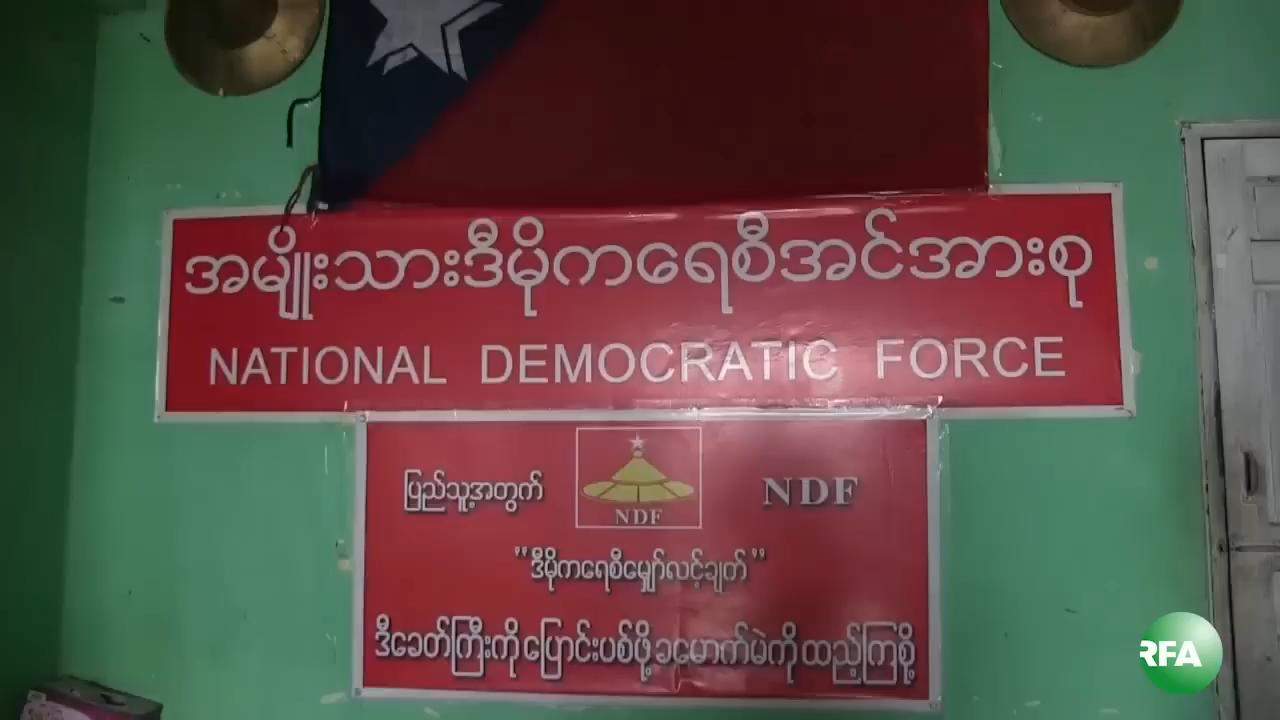 အမျိုးသားဒီမိုကရေစီအင်အားစု
NATIONAL DEMOCRATIC FORCE
ပြည်သူ့အတွက် NDF NDF
"ဒီမိုကရေစီမျှော်လင့်ချက်"
ဒီခေတ်ကြီးကို ပြောင်းပစ်ဖို့ ခမောက်မဲကို ထည့်ကြစို့
RFA